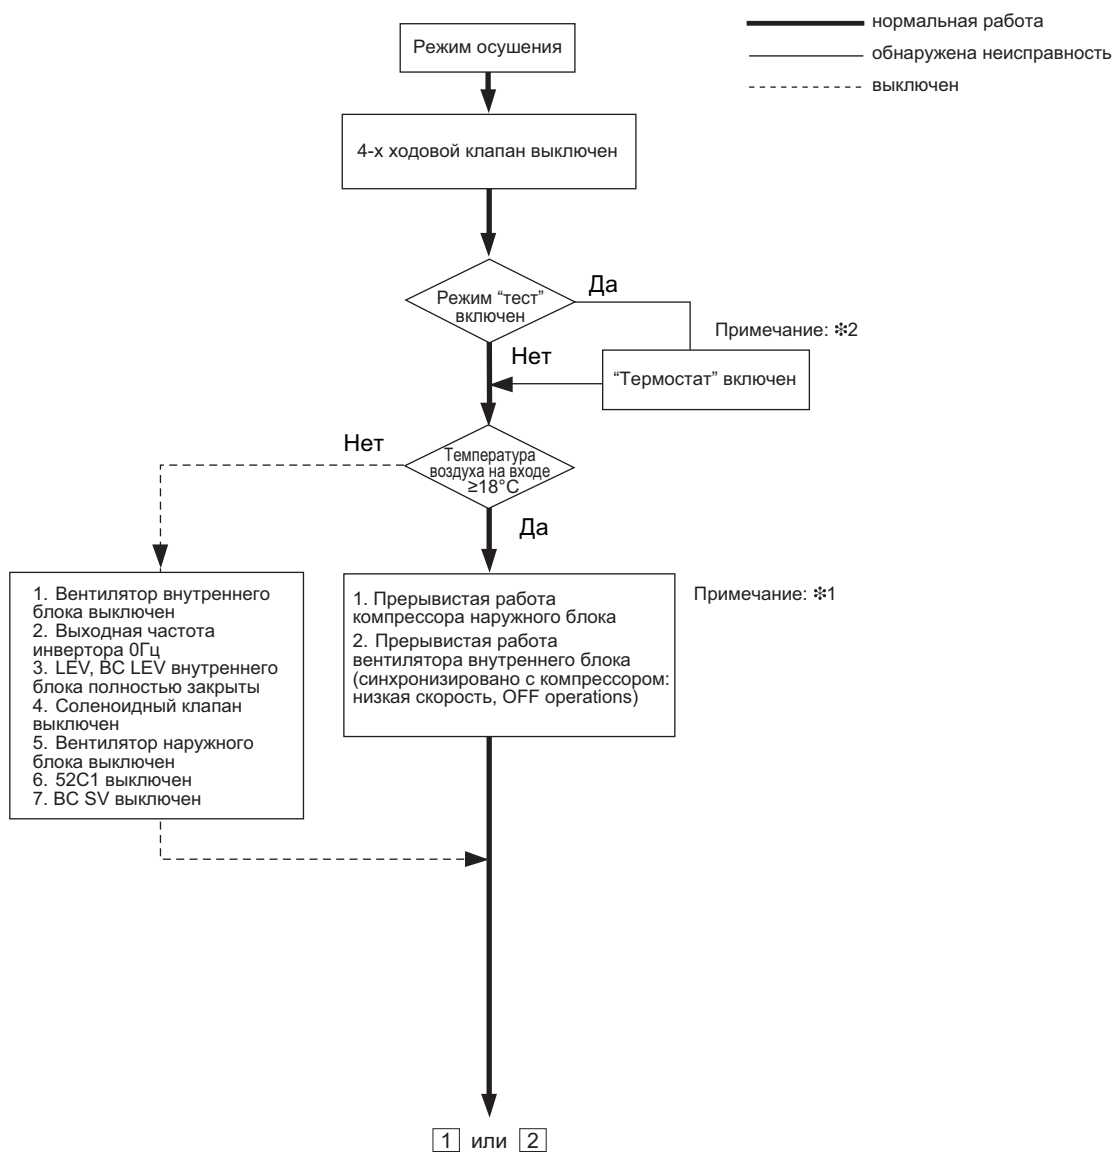 нормальная работа
обнаружена неисправность
выключен
Режим осушения
4-х ходовой клапан выключен
Режим “тест”
включен
Да
Нет
Примечание: ❇2
“Термостат” включен
Температура
воздуха на входе
≥18°C
Нет
Да
1. Вентилятор внутреннего
блока выключен
2. Выходная частота
инвертора 0Гц
3. LEV, BC LEV внутреннего
блока полностью закрыты
4. Соленоидный клапан
выключен
5. Вентилятор наружного
блока выключен
6. 52C1 выключен
7. BC SV выключен
1. Прерывистая работа
компрессора наружного блока
2. Прерывистая работа
вентилятора внутреннего блока
(синхронизировано с компрессором:
низкая скорость, OFF operations)
Примечание: ❇1
1 или 2